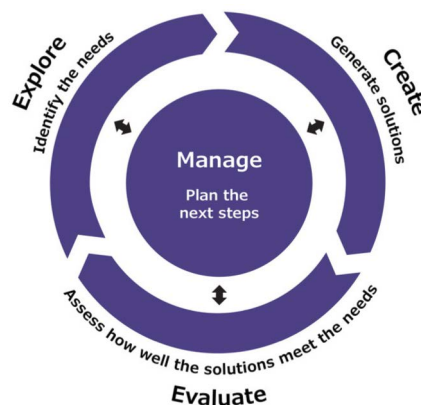 Explore
Identify the needs
Create
Generate solutions
Manage
Plan the
next steps
Assess how well the solutions meet the needs
Evaluate